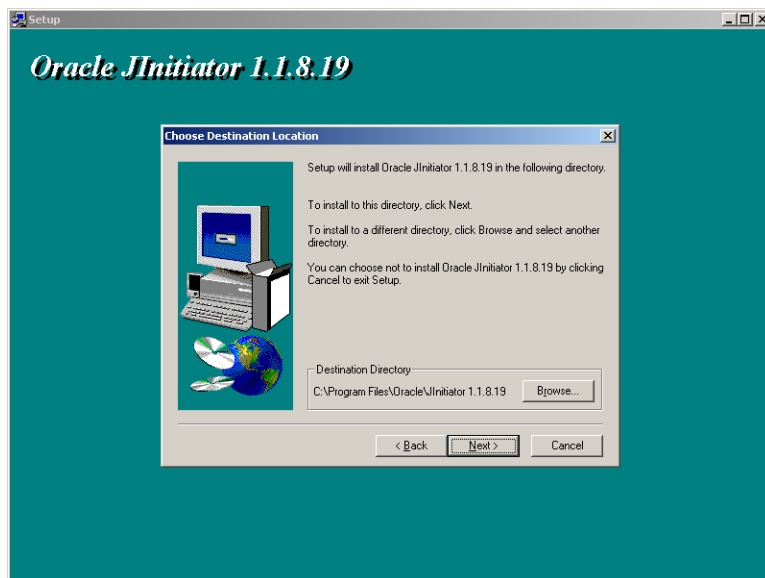 Setup
Oracle JInitiator 1.1.8.19
Choose Destination Location
Setup will install Oracle JInitiator 1.1.8.19 in the following directory.
To install to this directory, click Next.
To install to a different directory, click Browse and select another
directory.
You can choose not to install Oracle JInitiator 1.1.8.19 by clicking
Cancel to exit Setup.
Destination Directory
C:\Program Files\Oracle\JInitiator 1.1.8.19
Browse...
< Back
Next >
Cancel